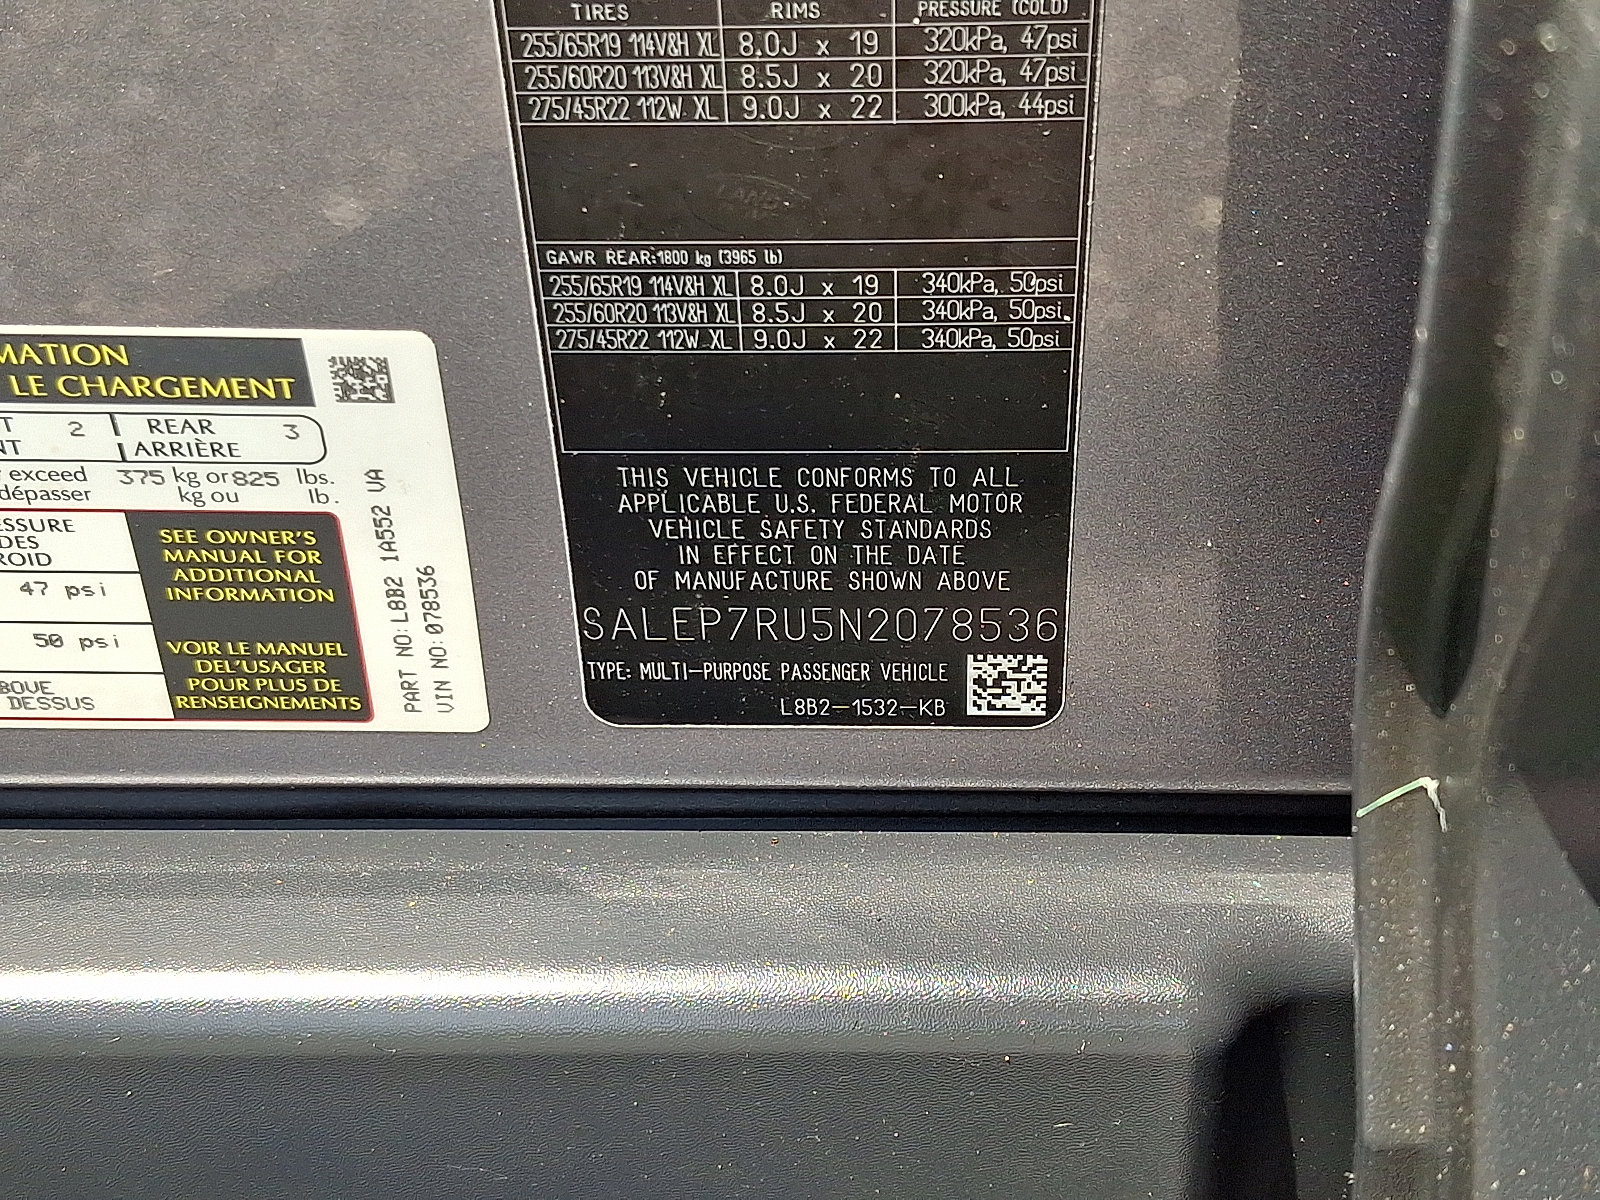 MATION
LE CHARGEMENT
T 2 REAR 3
NT ARRIÈRE
exceed 375 kg or 825 lbs.
dépasser kg ou lb.
ESSURE
DES
ROID
47 psi
50 psi
BOVE
DESSUS
SEE OWNER'S
MANUAL FOR
ADDITIONAL
INFORMATION
VOIR LE MANUEL
DEL'USAGER
POUR PLUS DE
RENSEIGNEMENTS
PART NO:L8B2 1A552 VA
VIN NO:078536
TIRES RIMS PRESSURE (COLD)
255/65R19 114V&H XL 8.0J x 19 320kPa, 47psi
255/60R20 113V&H XL 8.5J x 20 320kPa, 47psi
275/45R22 112W XL 9.0J x 22 300kPa, 44psi
LAND
GAWR REAR:1800 kg (3965 lb)
255/65R19 114V&H XL 8.0J x 19 340kPa, 50psi
255/60R20 113V&H XL 8.5J x 20 340kPa, 50psi
275/45R22 112W XL 9.0J x 22 340kPa, 50psi
THIS VEHICLE CONFORMS TO ALL
APPLICABLE U.S. FEDERAL MOTOR
VEHICLE SAFETY STANDARDS
IN EFFECT ON THE DATE
OF MANUFACTURE SHOWN ABOVE
SALEP7RU5N2078536
TYPE: MULTI-PURPOSE PASSENGER VEHICLE
L8B2-1532-KB